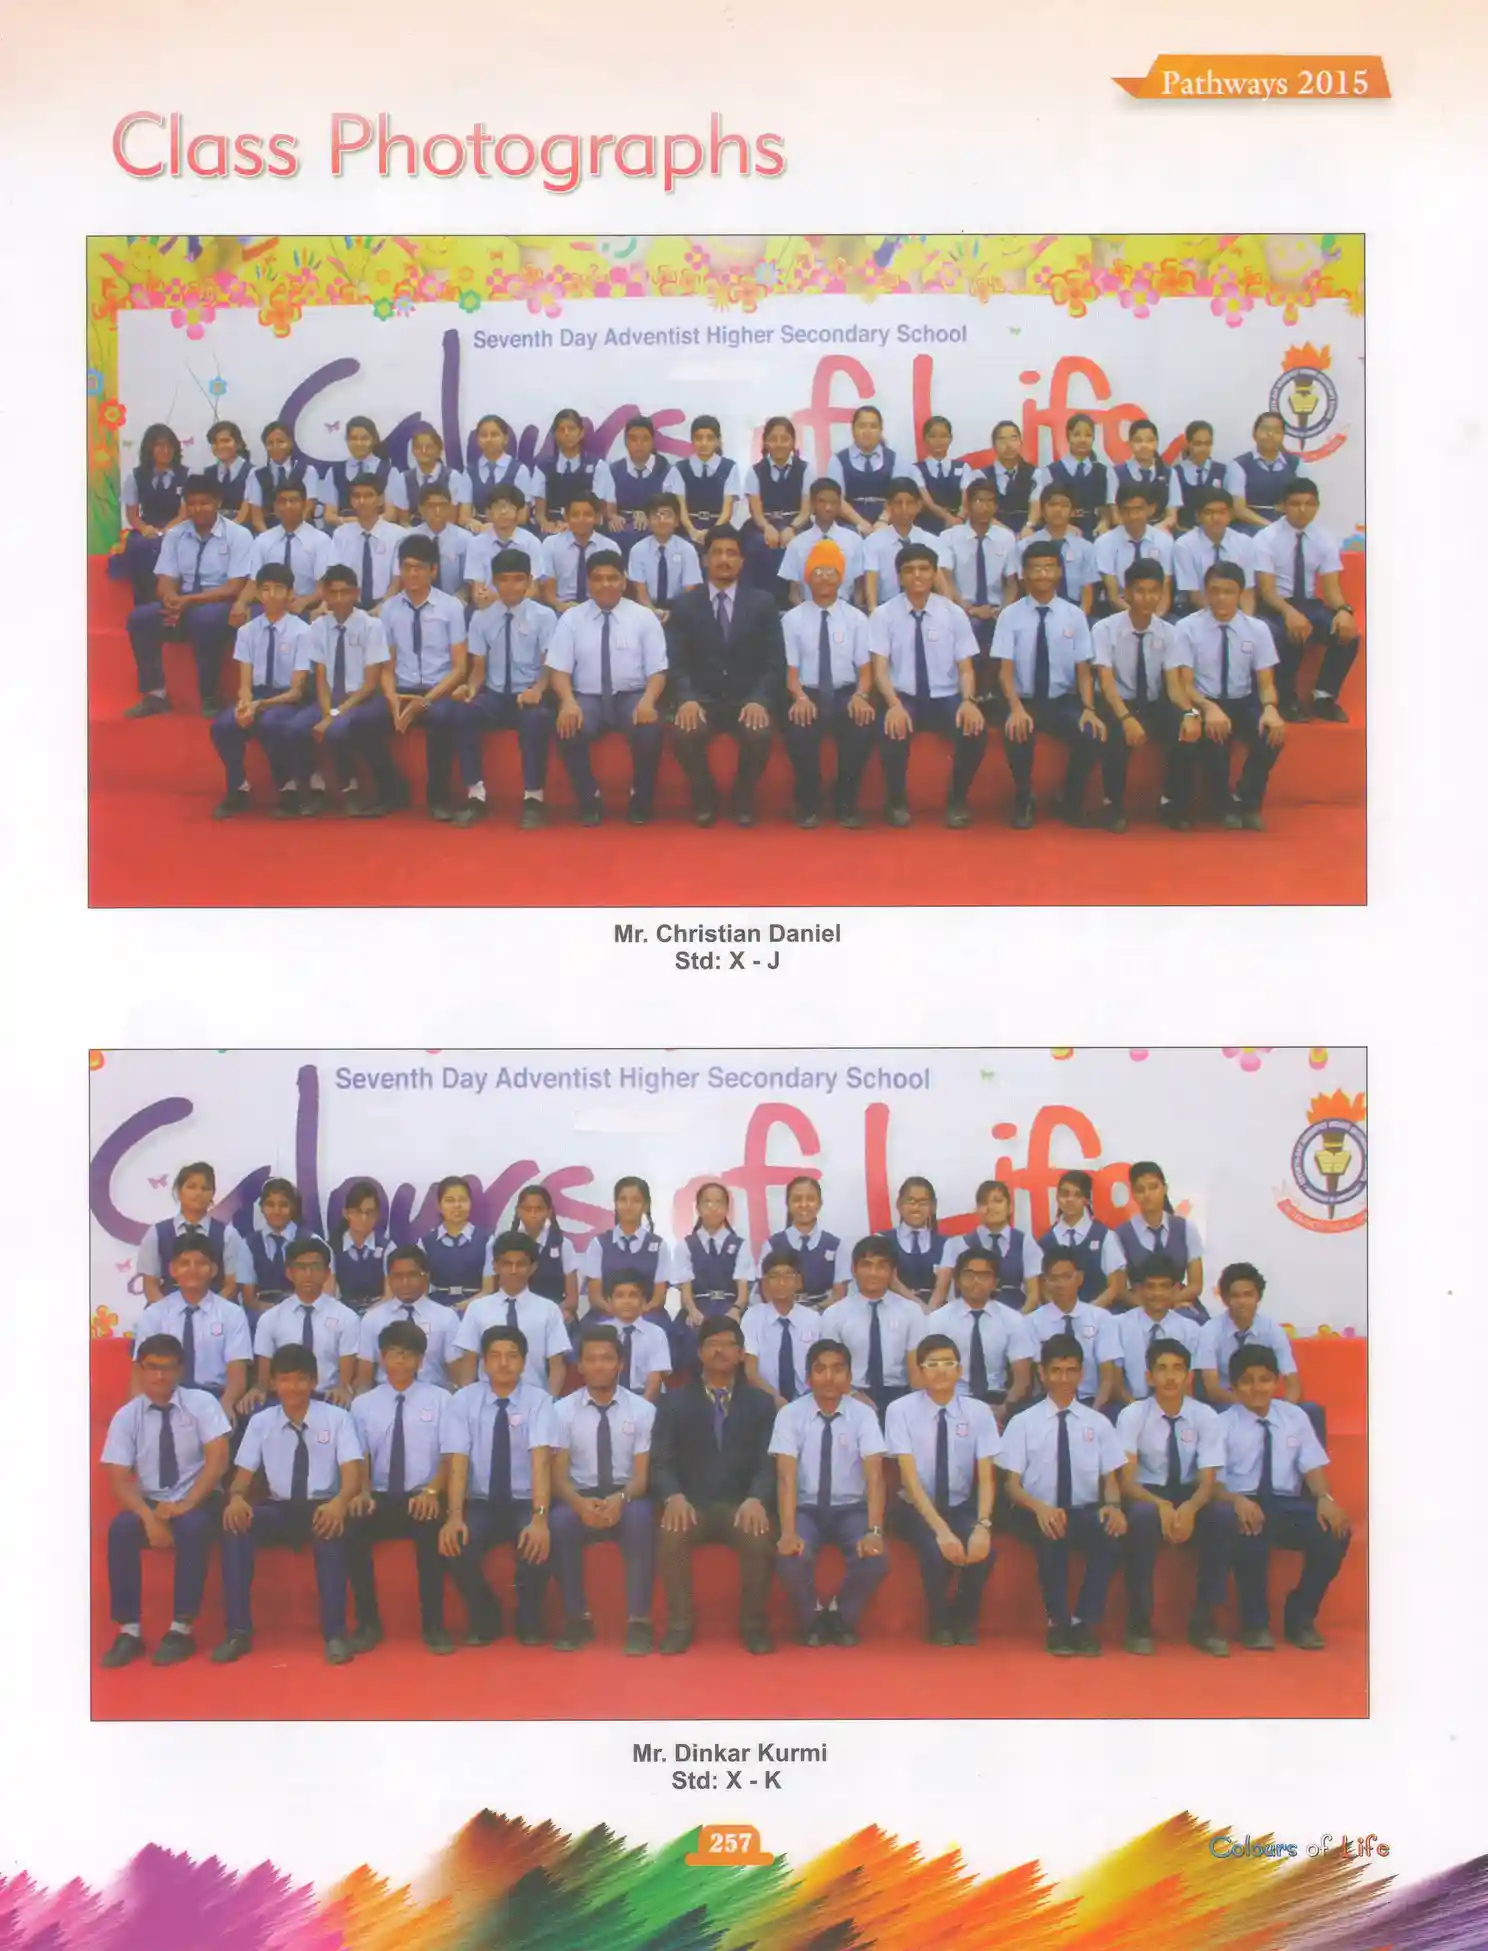 Pathways 2015
Class Photographs
Seventh Day Adventist Higher Secondary School
Colours of Life
Mr. Christian Daniel
Std: X - J
Seventh Day Adventist Higher Secondary School
Colours of Life
Mr. Dinkar Kurmi
Std: X - K
257
Colours of Life